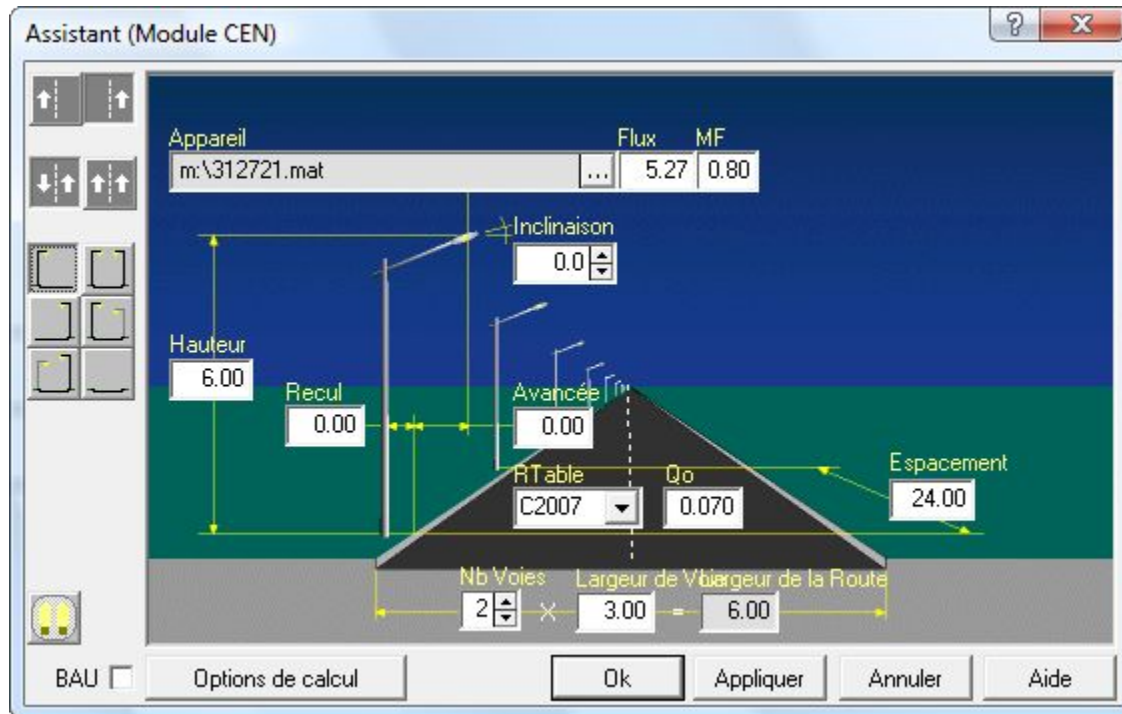 Assistant (Module CEN)
Appareil Flux MF
m:\312721.mat ... 5.27 0.80
Inclinaison
0.0
Hauteur
6.00
Recul Avancée
0.00 0.00
RTable Qo Espacement
C2007 0.070 24.00
Nb Voies Largeur de Voie Largeur de la Route
2 X 3.00 = 6.00
BAU Options de calcul Ok Appliquer Annuler Aide